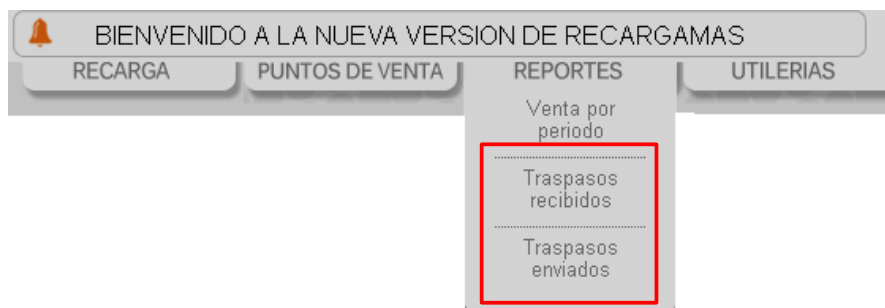 BIENVENIDO A LA NUEVA VERSION DE RECARGAMAS
RECARGA PUNTOS DE VENTA REPORTES UTILERIAS
Venta por
periodo
Traspasos
recibidos
Traspasos
enviados